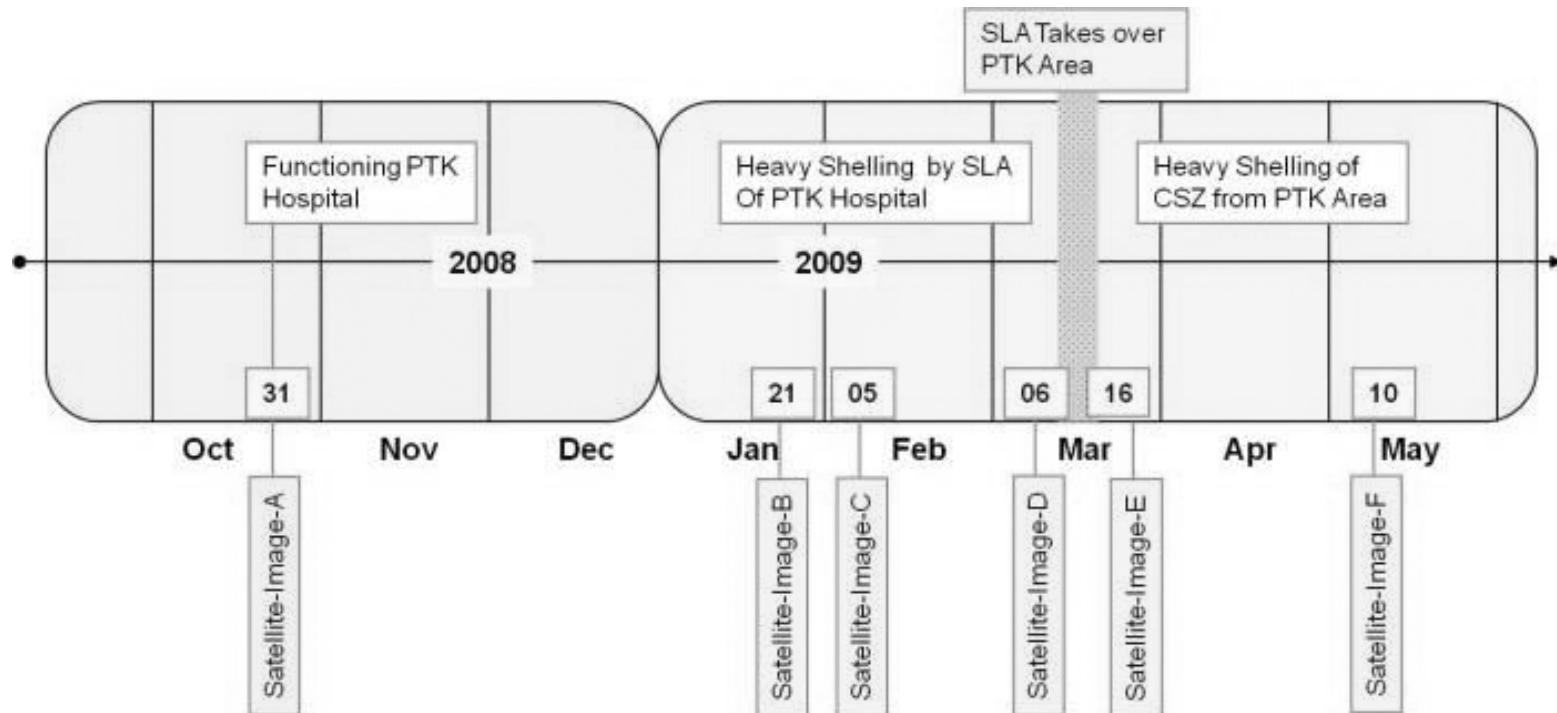 SLA Takes over
PTK Area
Functioning PTK
Hospital
Heavy Shelling by SLA
Of PTK Hospital
Heavy Shelling of
CSZ from PTK Area
2008
2009
31
21
05
06
16
10
Oct
Nov
Dec
Jan
Feb
Mar
Apr
May
Satellite-Image-A
Satellite-Image-B
Satellite-Image-C
Satellite-Image-D
Satellite-Image-E
Satellite-Image-F